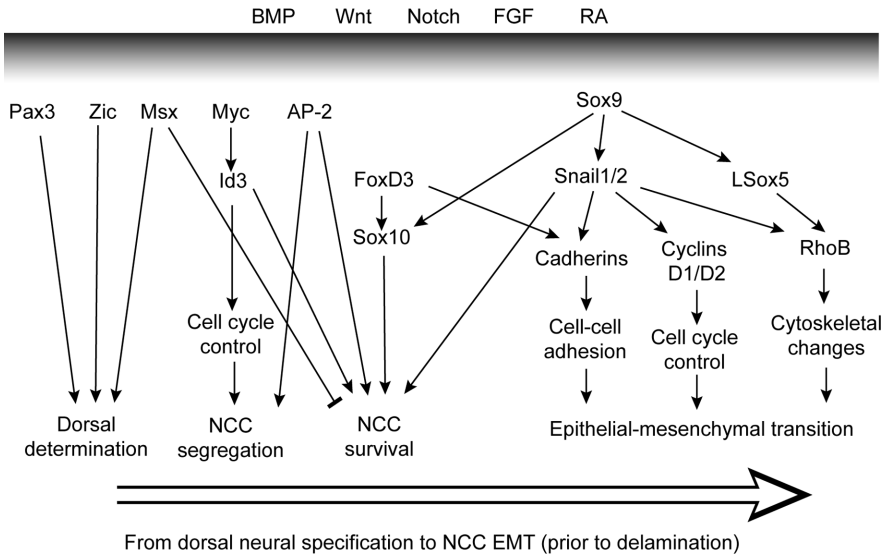 BMP Wnt Notch FGF RA
Pax3 Zic Msx Myc AP-2 Sox9
Id3 FoxD3 Snail1/2 LSox5
Sox10 Cadherins Cyclins
D1/D2 RhoB
Cell cycle
control
Cell-cell
adhesion
Cell cycle
control
Cytoskeletal
changes
Dorsal
determination
NCC
segregation
NCC
survival
Epithelial-mesenchymal transition
From dorsal neural specification to NCC EMT (prior to delamination)